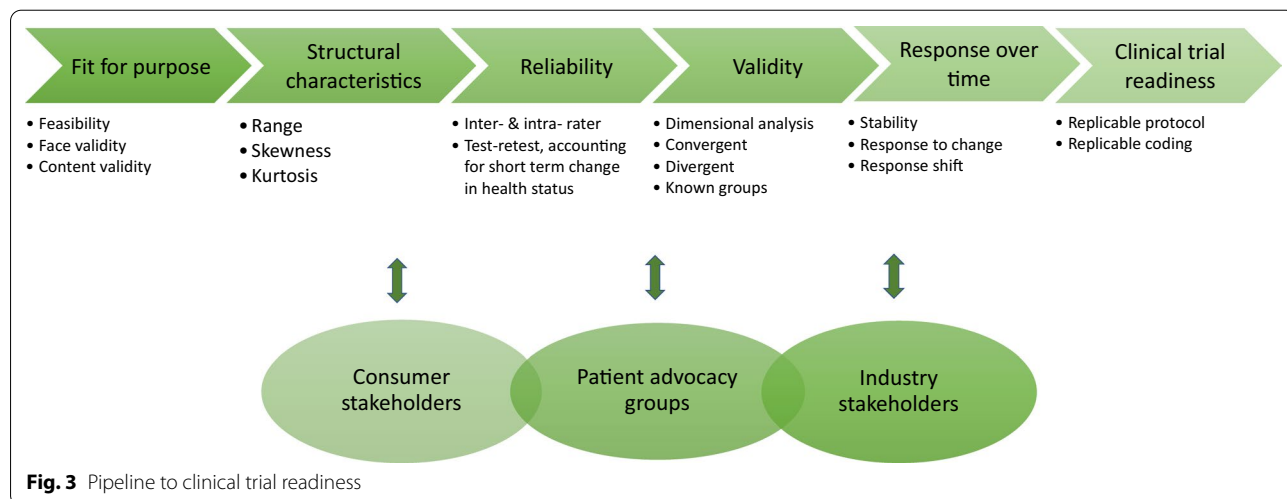 Fit for purpose
Structural
characteristics
Reliability
Validity
Response over
time
Clinical trial
readiness
• Feasibility
• Face validity
• Content validity
• Range
• Skewness
• Kurtosis
• Inter- & intra- rater
• Test-retest, accounting
for short term change
in health status
• Dimensional analysis
• Convergent
• Divergent
• Known groups
• Stability
• Response to change
• Response shift
• Replicable protocol
• Replicable coding
Consumer
stakeholders
Patient advocacy
groups
Industry
stakeholders
Fig. 3 Pipeline to clinical trial readiness